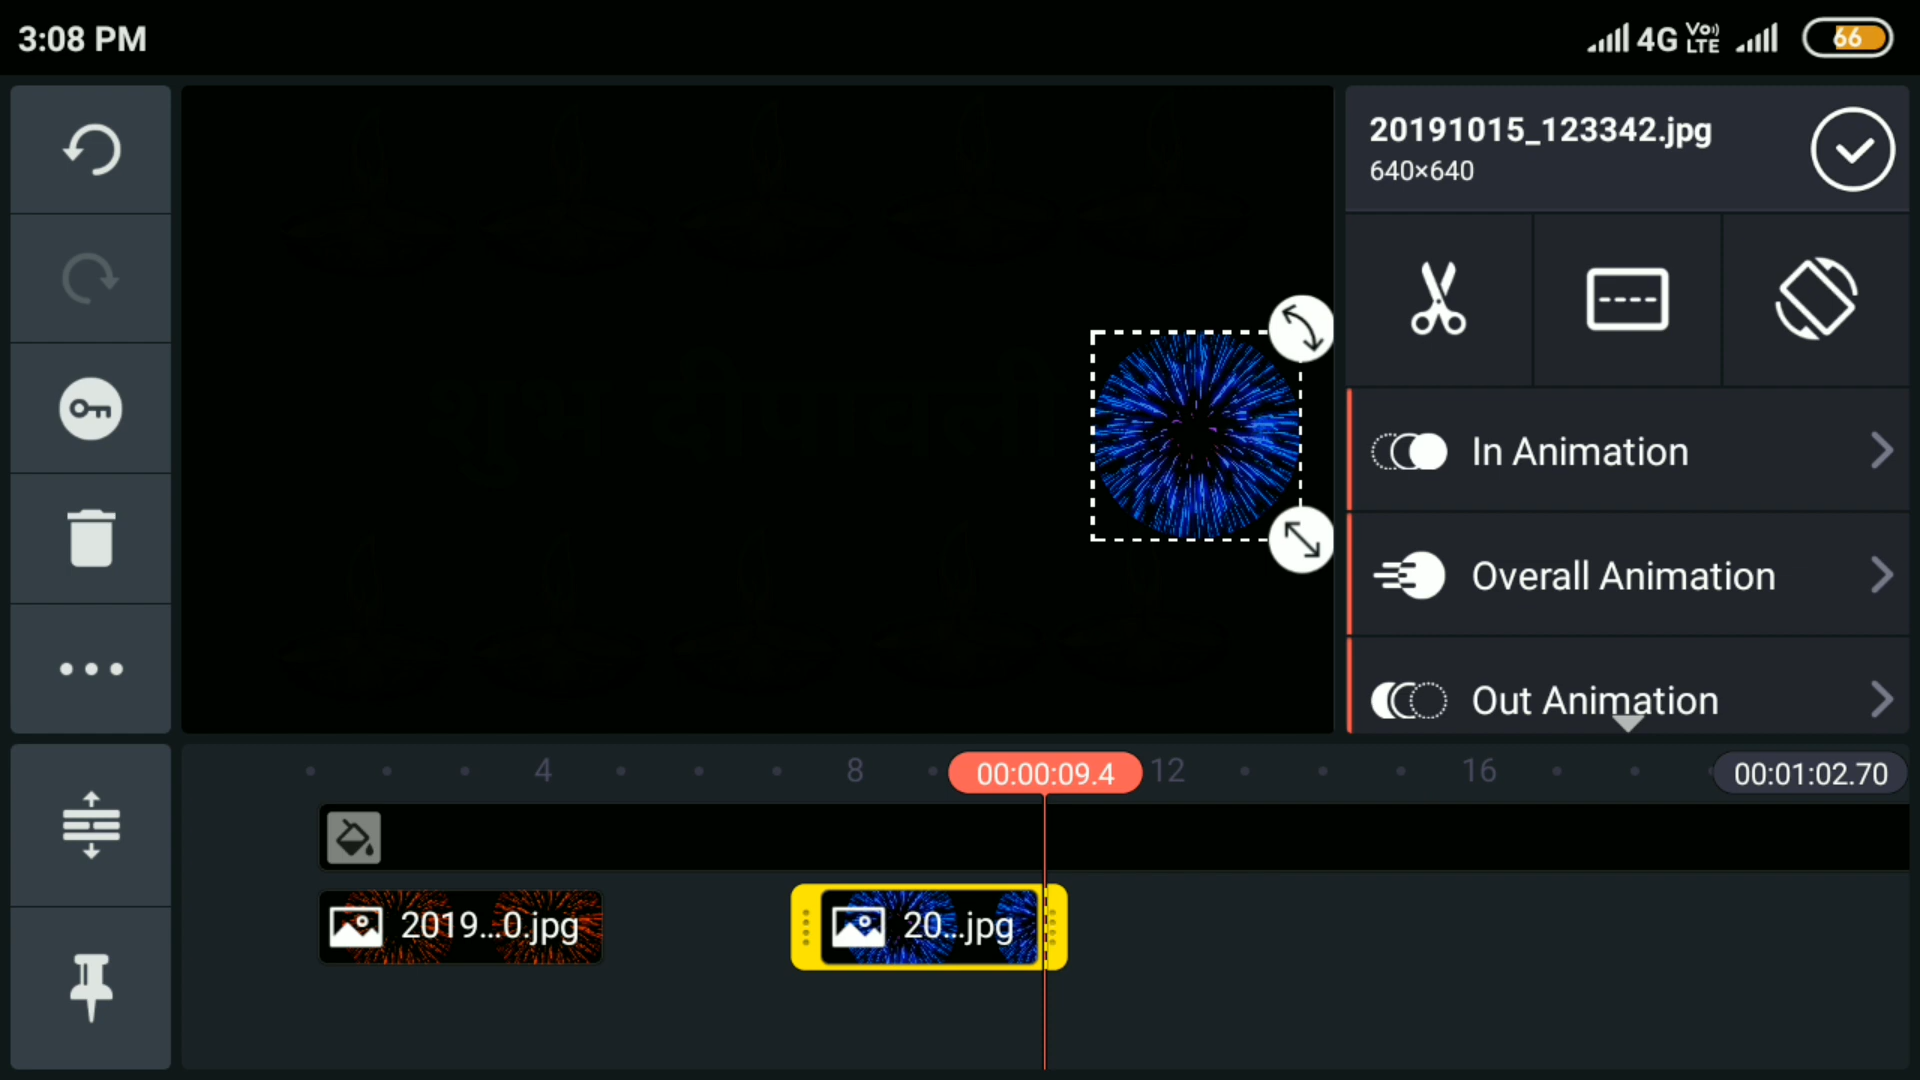 3:08 PM
4G Vo) LTE
66
20191015_123342.jpg
640×640
In Animation
Overall Animation
Out Animation
4
8
00:00:09.4
12
16
00:01:02.70
2019...0.jpg
20...jpg